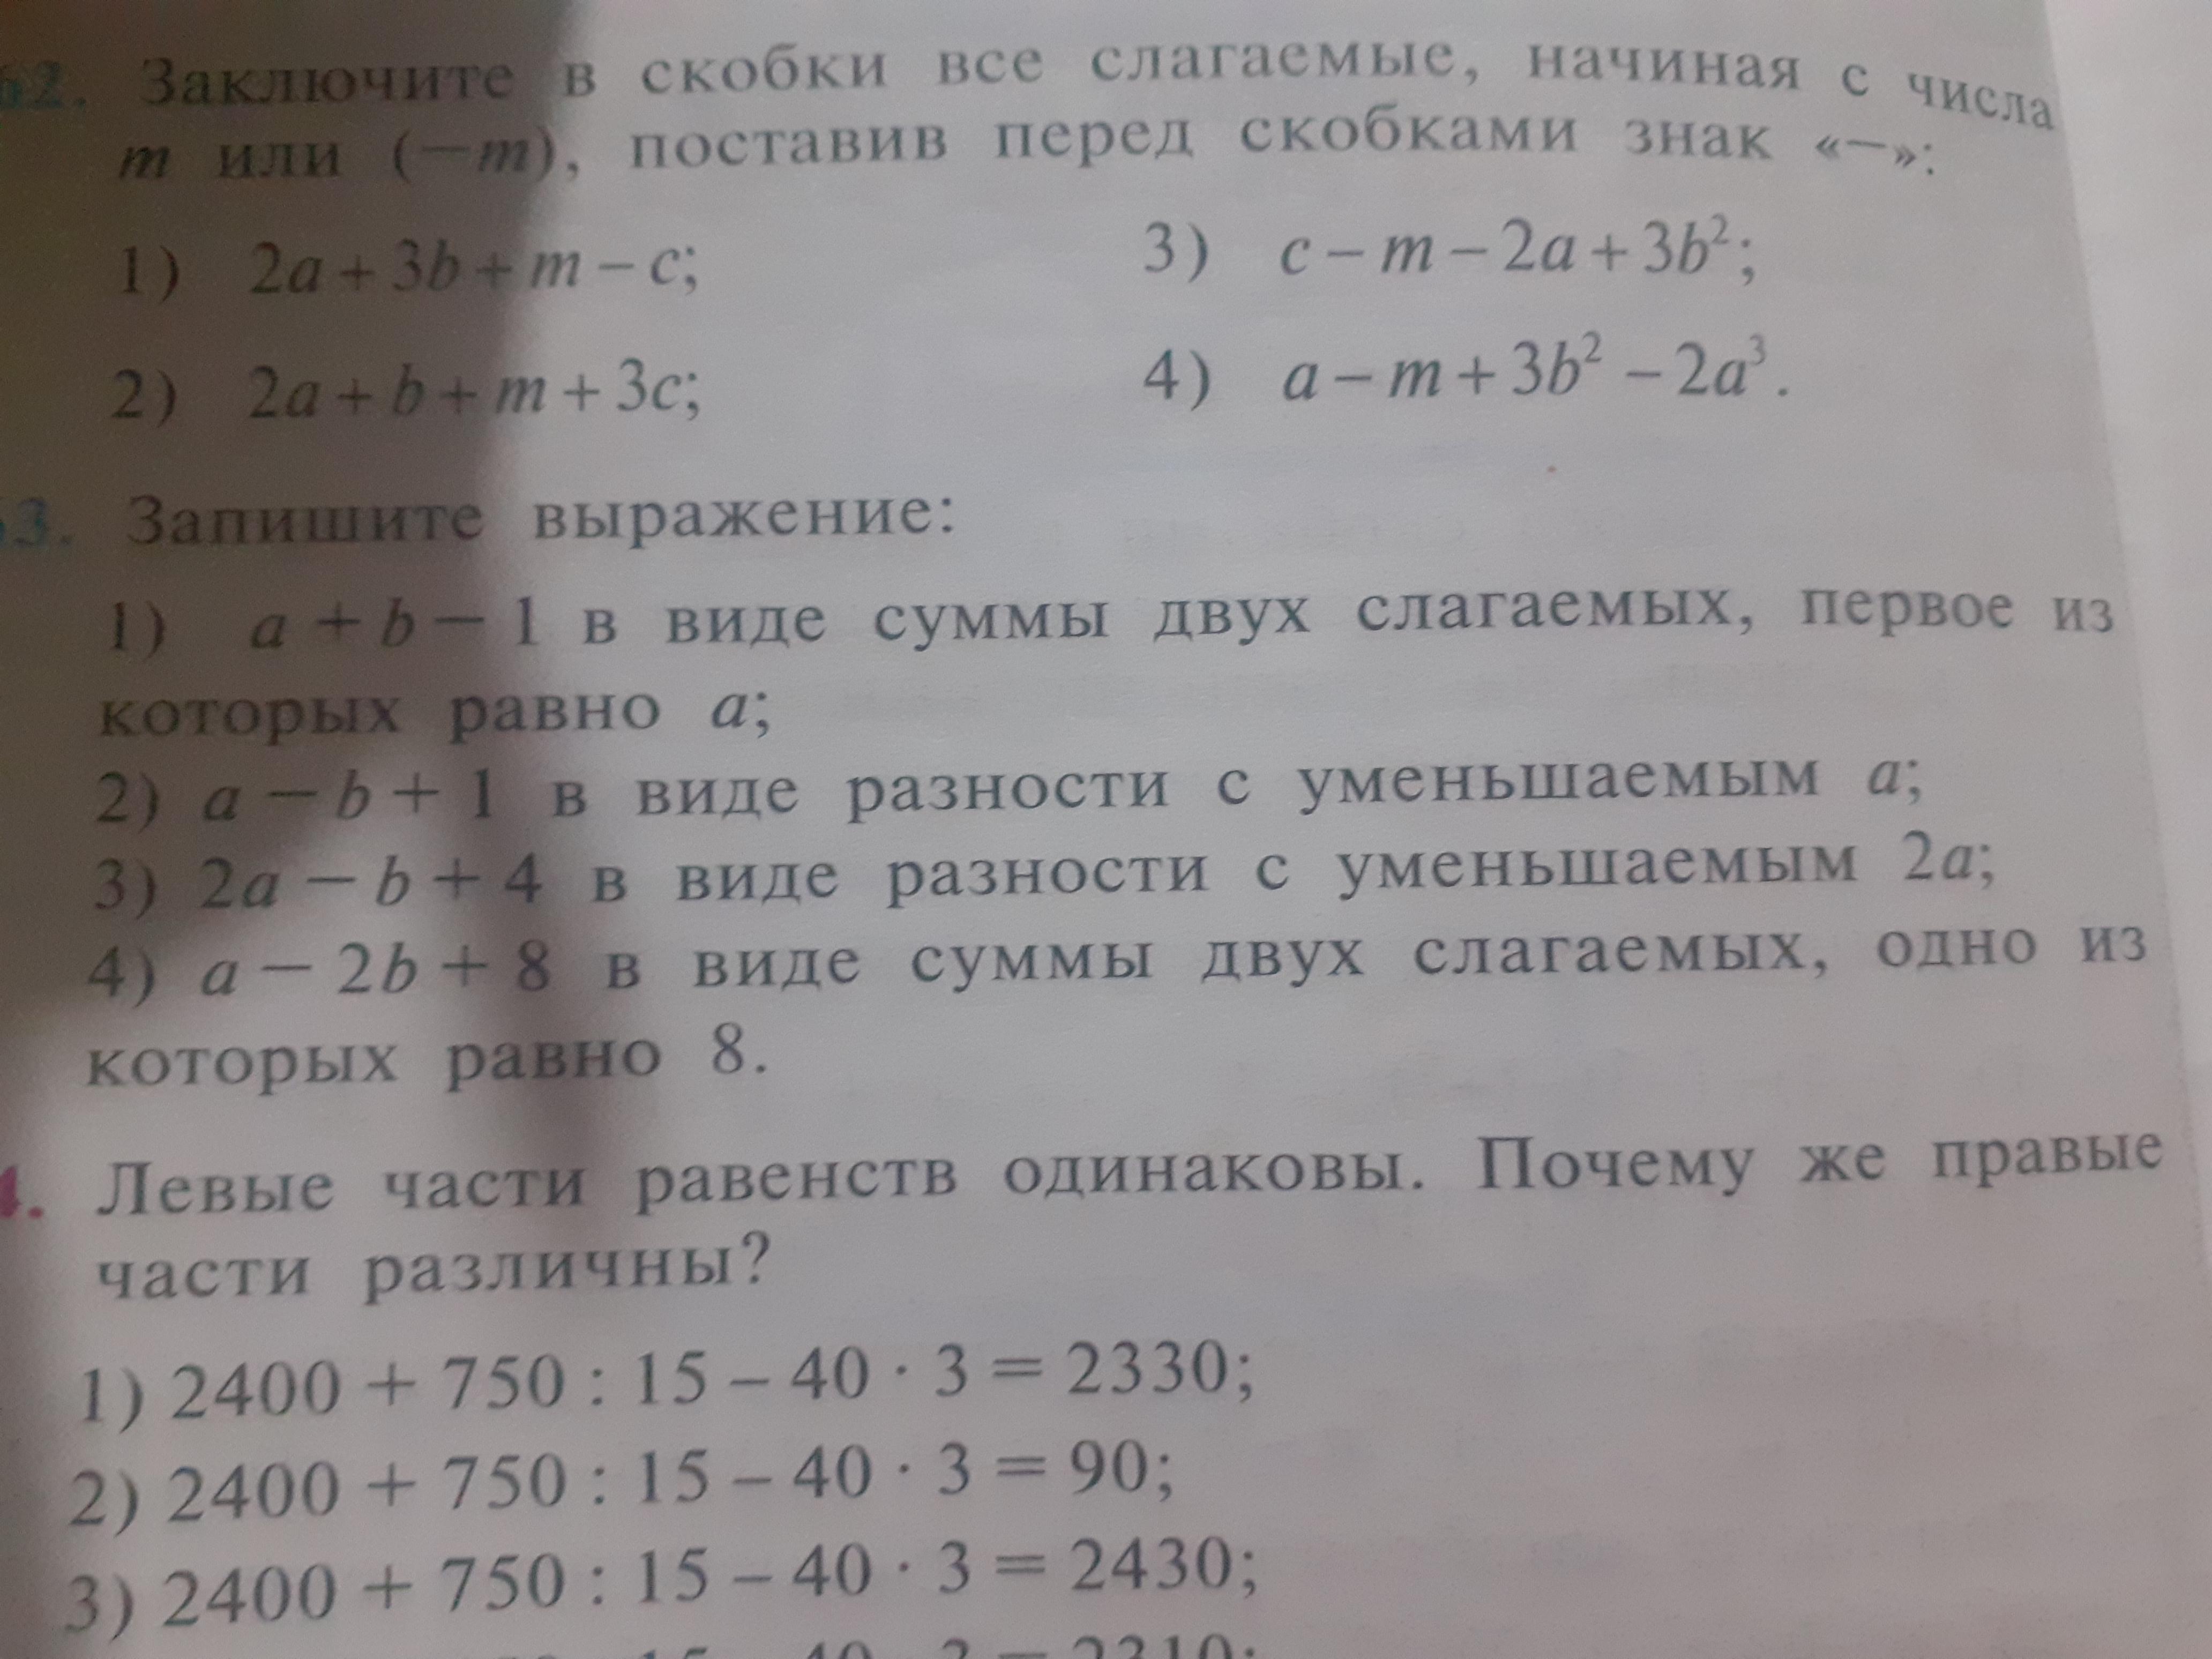 2. Заключите в скобки все слагаемые, начиная с числа
m или (−m), поставив перед скобками знак «−»:
1) 2a + 3b + m − c;
3) c − m − 2a + 3b²;
2) 2a + b + m + 3c;
4) a − m + 3b² − 2a³.
3. Запишите выражение:
1) a + b − 1 в виде суммы двух слагаемых, первое из
которых равно a;
2) a − b + 1 в виде разности с уменьшаемым a;
3) 2a − b + 4 в виде разности с уменьшаемым 2a;
4) a − 2b + 8 в виде суммы двух слагаемых, одно из
которых равно 8.
4. Левые части равенств одинаковы. Почему же правые
части различны?
1) 2400 + 750 : 15 − 40 · 3 = 2330;
2) 2400 + 750 : 15 − 40 · 3 = 90;
3) 2400 + 750 : 15 − 40 · 3 = 2430;